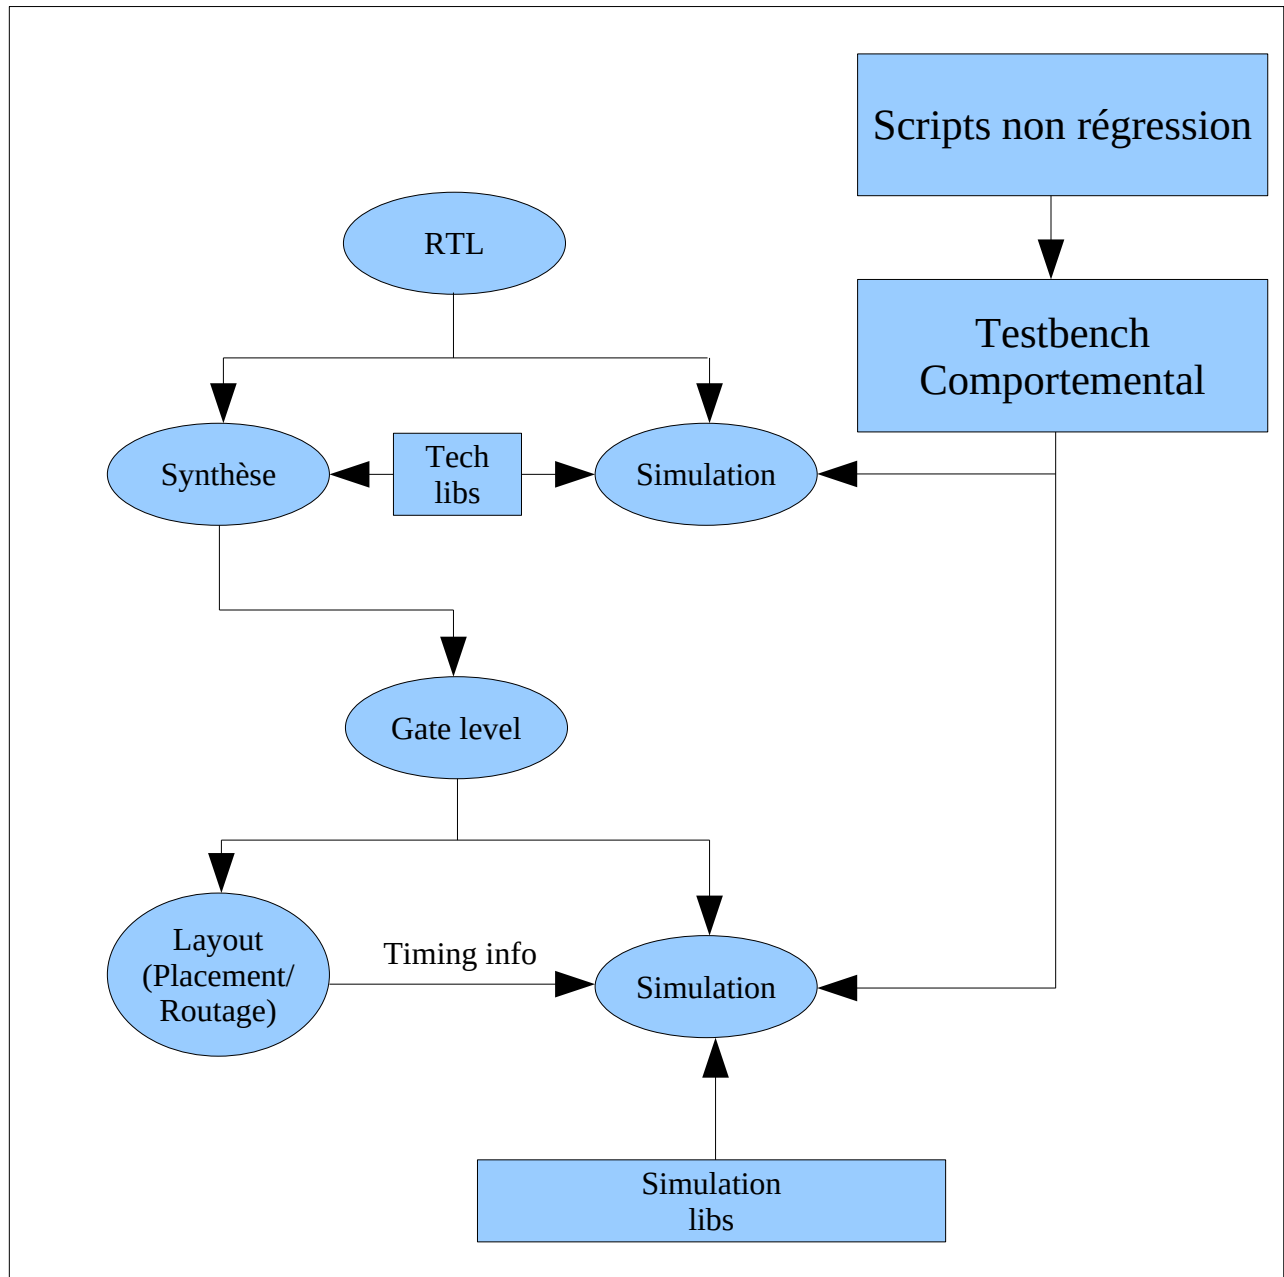 Scripts non régression
RTL
Testbench
Comportemental
Synthèse
Tech
libs
Simulation
Gate level
Layout
(Placement/
Routage)
Timing info
Simulation
Simulation
libs